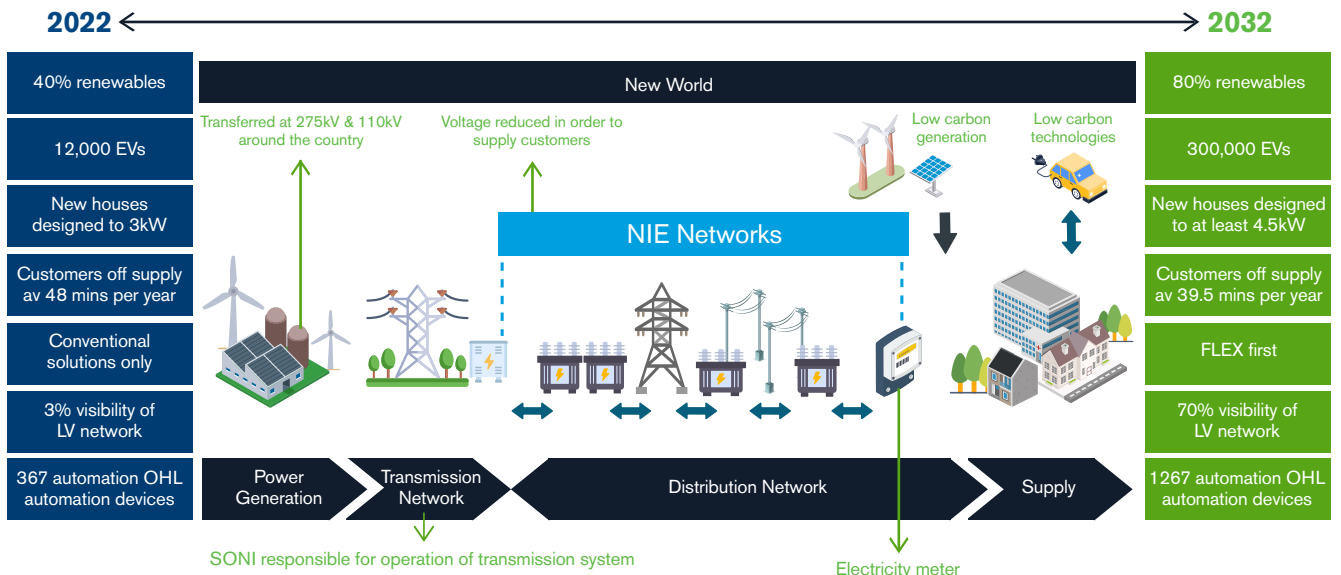 2022
2032
40% renewables
12,000 EVs
New houses
designed to 3kW
Customers off supply
av 48 mins per year
Conventional
solutions only
3% visibility of
LV network
367 automation OHL
automation devices
New World
Transferred at 275kV & 110kV
around the country
Voltage reduced in order to
supply customers
Low carbon
generation
Low carbon
technologies
NIE Networks
Power
Generation
Transmission
Network
Distribution Network
Supply
SONI responsible for operation of transmission system
Electricity meter
80% renewables
300,000 EVs
New houses designed
to at least 4.5kW
Customers off supply
av 39.5 mins per year
FLEX first
70% visibility of
LV network
1267 automation OHL
automation devices